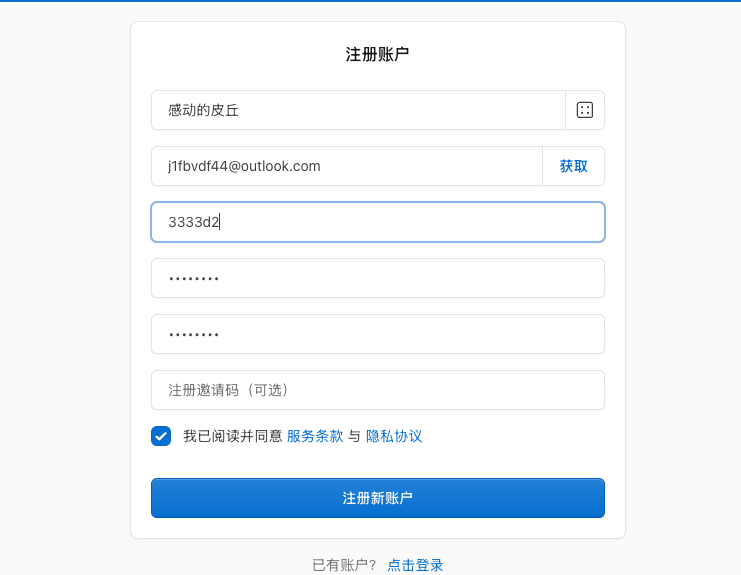 注册账户
感动的皮丘
j1fbvdf44@outlook.com 获取
3333d2
••••••••
••••••••
注册邀请码（可选）
我已阅读并同意 服务条款 与 隐私协议
注册新账户
已有账户？ 点击登录